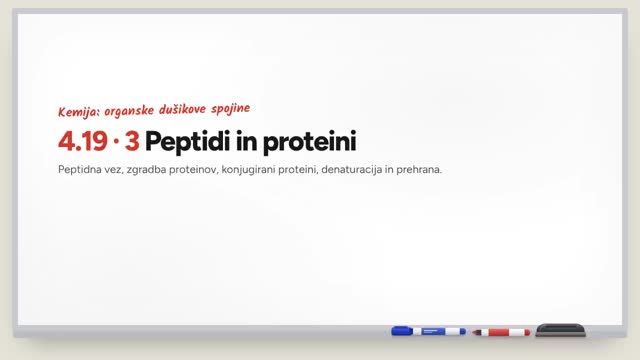 Kemija: organske dušikove spojine
4.19 · 3 Peptidi in proteini
Peptidna vez, zgradba proteinov, konjugirani proteini, denaturacija in prehrana.